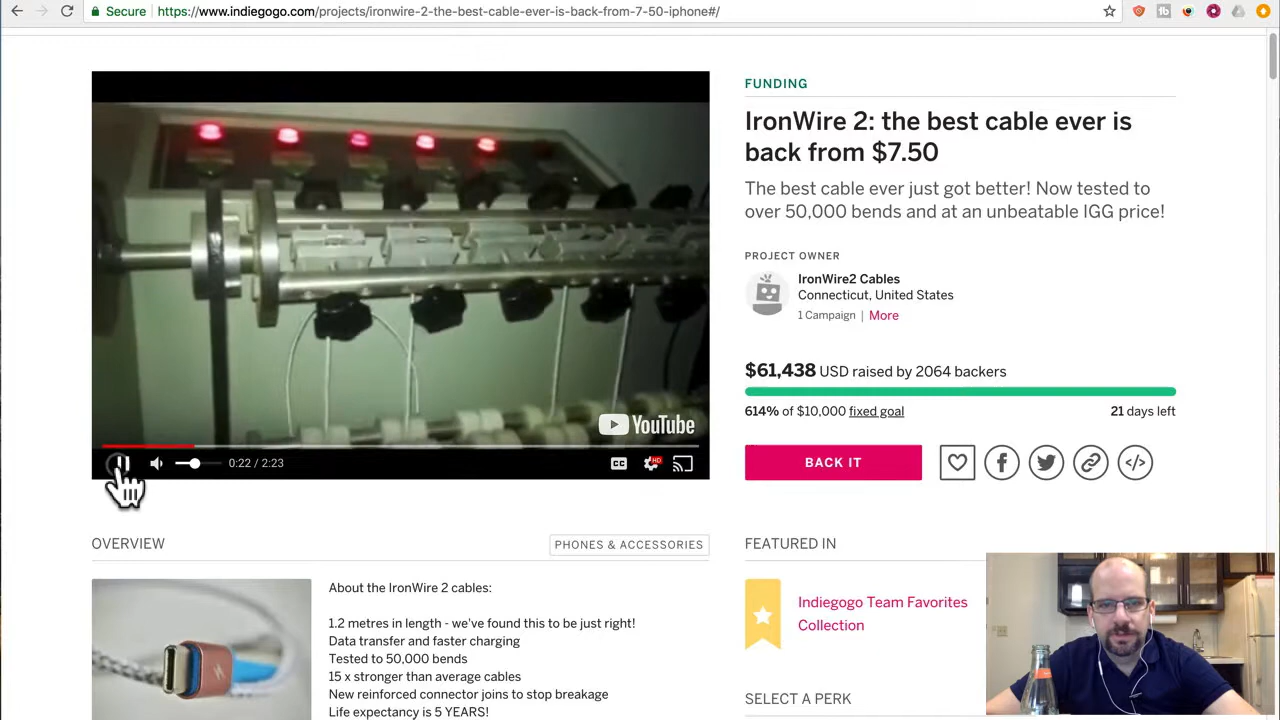 Secure
https://www.indiegogo.com/projects/ironwire-2-the-best-cable-ever-is-back-from-7-50-iphone#/
YouTube
0:22 / 2:23
CC
HD
FUNDING
IronWire 2: the best cable ever is
back from $7.50
The best cable ever just got better! Now tested to
over 50,000 bends and at an unbeatable IGG price!
PROJECT OWNER
IronWire2 Cables
Connecticut, United States
1 Campaign | More
$61,438 USD raised by 2064 backers
614% of $10,000 fixed goal
21 days left
BACK IT
OVERVIEW
PHONES & ACCESSORIES
About the IronWire 2 cables:
1.2 metres in length - we've found this to be just right!
Data transfer and faster charging
Tested to 50,000 bends
15 x stronger than average cables
New reinforced connector joins to stop breakage
Life expectancy is 5 YEARS!
FEATURED IN
Indiegogo Team Favorites
Collection
SELECT A PERK